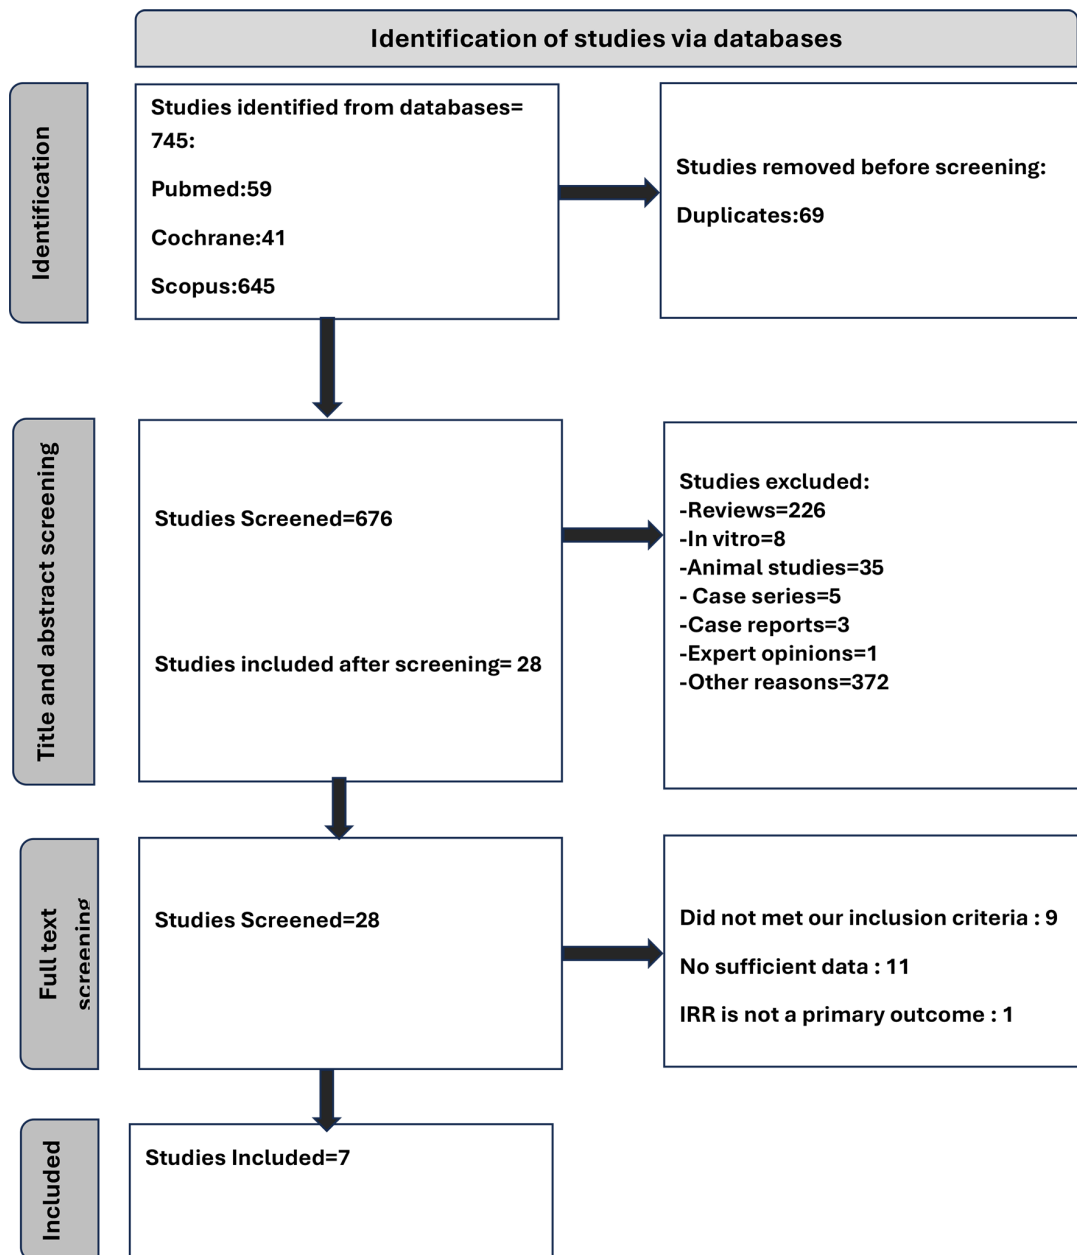 Identification of studies via databases
Identification
Studies identified from databases=
745:
Pubmed:59
Cochrane:41
Scopus:645
Studies removed before screening:
Duplicates:69
Title and abstract screening
Studies Screened=676
Studies included after screening= 28
Studies excluded:
-Reviews=226
-In vitro=8
-Animal studies=35
- Case series=5
-Case reports=3
-Expert opinions=1
-Other reasons=372
Full text
screening
Studies Screened=28
Did not met our inclusion criteria : 9
No sufficient data : 11
IRR is not a primary outcome : 1
Included
Studies Included=7